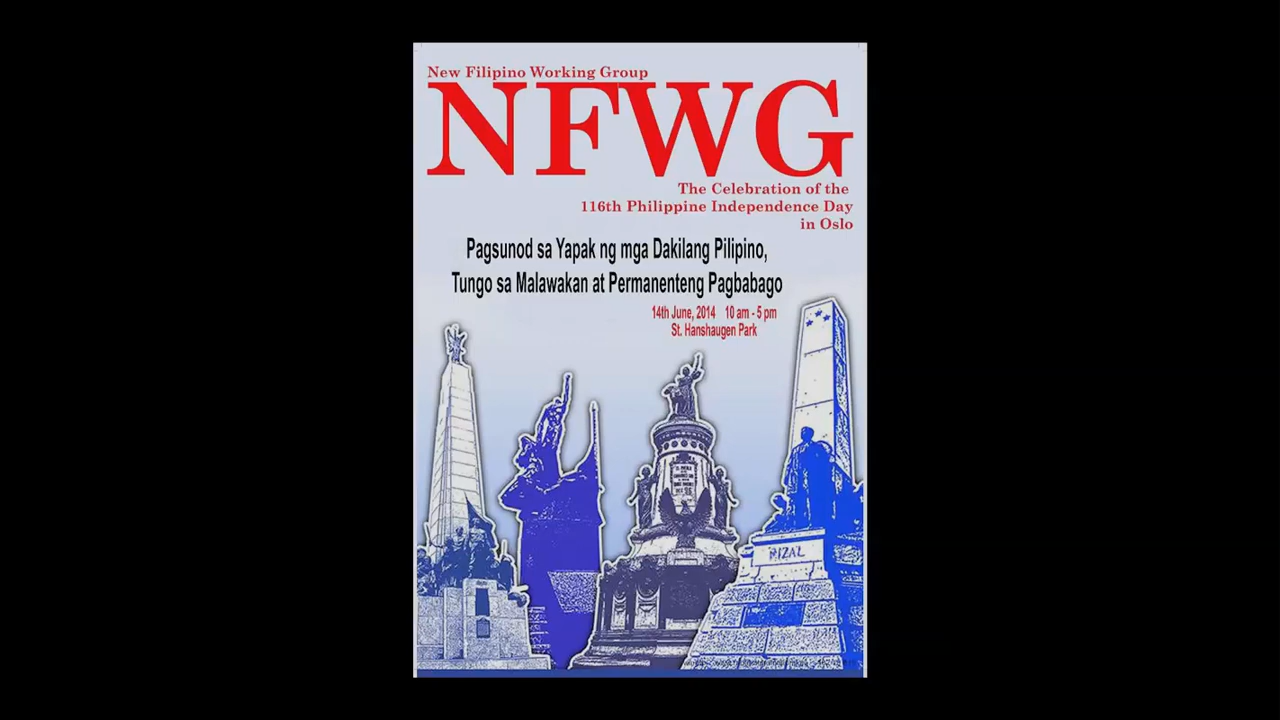 New Filipino Working Group
NFWG
The Celebration of the
116th Philippine Independence Day
in Oslo
Pagsunod sa Yapak ng mga Dakilang Pilipino,
Tungo sa Malawakan at Permanenteng Pagbabago
14th June, 2014 10 am - 5 pm
St. Hanshaugen Park
RIZAL